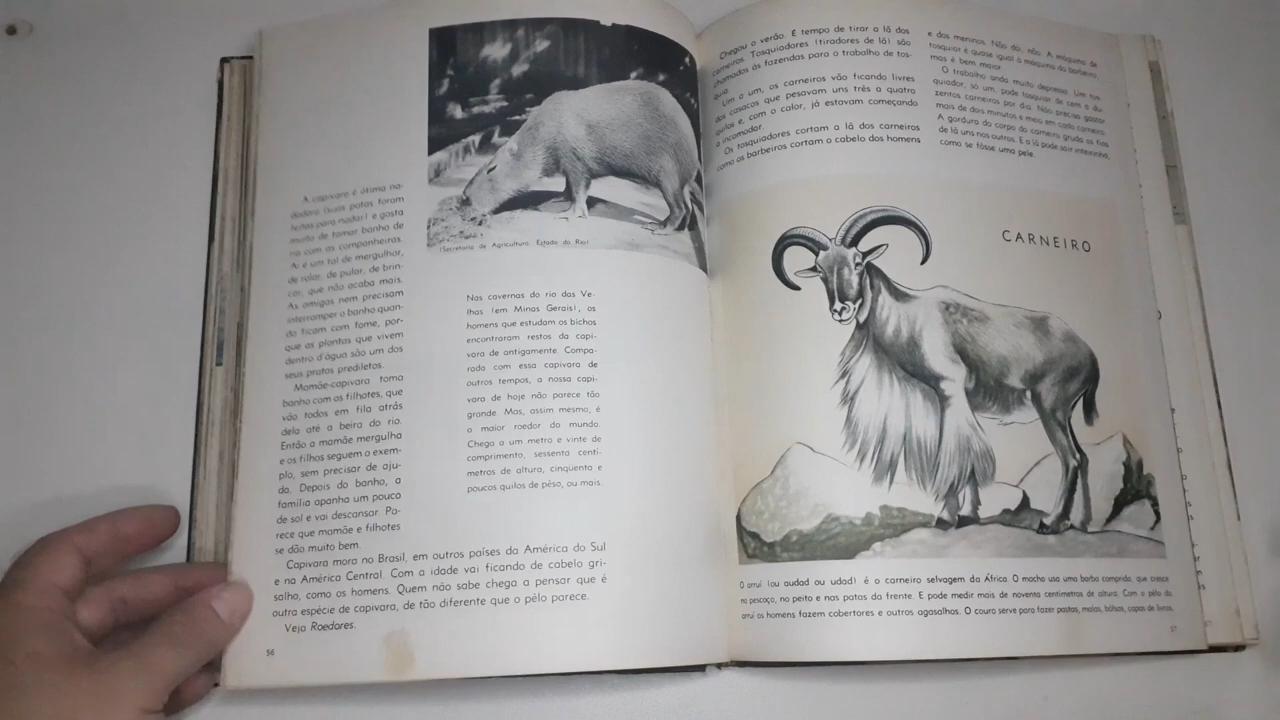 (Secretaria de Agricultura. Estado do Rio)
A capivara é ótima na-
dadora (suas patas foram
feitas para nadar) e gosta
muito de tomar banho de
rio com as companheiras.
Aí é um tal de mergulhar,
de rolar, de pular, de brin-
car, que não acaba mais.
As amigas nem precisam
interromper o banho quan-
do ficam com fome, por-
que as plantas que vivem
dentro d'água são um dos
seus pratos prediletos.
Mamãe-capivara toma
banho com os filhotes, que
vão todos em fila atrás
dela até a beira do rio.
Então a mamãe mergulha
e os filhos seguem o exem-
plo, sem precisar de aju-
da. Depois do banho, a
família apanha um pouco
de sol e vai descansar. Pa-
rece que mamãe e filhotes
se dão muito bem.
Nas cavernas do rio das Ve-
lhas (em Minas Gerais), os
homens que estudam os bichos
encontraram restos da capi-
vara de antigamente. Compa-
rada com essa capivara de
outros tempos, a nossa capi-
vara de hoje não parece tão
grande. Mas, assim mesmo, é
o maior roedor do mundo.
Chega a um metro e vinte de
comprimento, sessenta centí-
metros de altura, cinqüenta e
poucos quilos de pêso, ou mais.
Capivara mora no Brasil, em outros países da América do Sul
e na América Central. Com a idade vai ficando de cabelo gri-
salho, como os homens. Quem não sabe chega a pensar que é
outra espécie de capivara, de tão diferente que o pêlo parece.
Veja Roedores.
56
Chegou o verão. É tempo de tirar a lã dos
carneiros. Tosquiadores (tiradores de lã) são
chamados às fazendas para o trabalho de tos-
quia.
Um a um, os carneiros vão ficando livres
dos casacos que pesavam uns três a quatro
quilos e, com o calor, já estavam começando
a incomodar.
Os tosquiadores cortam a lã dos carneiros
como os barbeiros cortam o cabelo dos homens
e dos meninos. Não dói, não. A máquina de
tosquiar é quase igual à máquina do barbeiro,
mas é bem maior.
O trabalho anda muito depressa. Um tos-
quiador, só um, pode tosquiar de cem a du-
zentos carneiros por dia. Não precisa gastar
mais de dois minutos e meio em cada carneiro.
A gordura do corpo do carneiro gruda os fios
de lã uns nos outros. E a lã pode sair inteirinha,
como se fôsse uma pele.
CARNEIRO
O arruí (ou audad ou udad) é o carneiro selvagem da África. O macho usa uma barba comprida, que cresce
no pescoço, no peito e nas patas da frente. E pode medir mais de noventa centímetros de altura. Com o pêlo do
arruí os homens fazem cobertores e outros agasalhos. O couro serve para fazer pastas, malas, bôlsas, capas de livros.
57